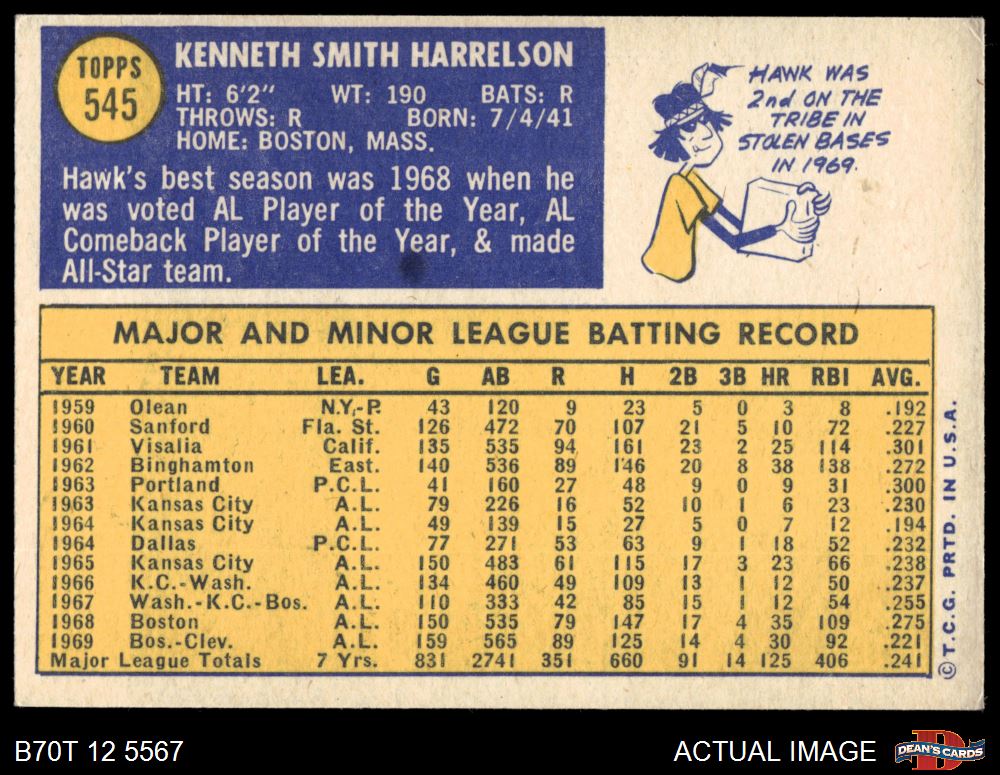 TOPPS
545
KENNETH SMITH HARRELSON
HT: 6'2" WT: 190 BATS: R
THROWS: R BORN: 7/4/41
HOME: BOSTON, MASS.
Hawk's best season was 1968 when he
was voted AL Player of the Year, AL
Comeback Player of the Year, & made
All-Star team.
HAWK WAS
2nd ON THE
TRIBE IN
STOLEN BASES
IN 1969.
MAJOR AND MINOR LEAGUE BATTING RECORD
YEAR TEAM LEA. G AB R H 2B 3B HR RBI AVG.
1959 Olean N.Y.-P. 43 120 9 23 5 0 3 8 .192
1960 Sanford Fla. St. 126 472 70 107 21 5 10 72 .227
1961 Visalia Calif. 135 535 94 161 23 2 25 114 .301
1962 Binghamton East. 140 536 89 146 20 8 38 138 .272
1963 Portland P.C.L. 41 160 27 48 9 0 9 31 .300
1963 Kansas City A.L. 79 226 16 52 10 1 6 23 .230
1964 Kansas City A.L. 49 139 15 27 5 0 7 12 .194
1964 Dallas P.C.L. 77 271 53 63 9 1 18 52 .232
1965 Kansas City A.L. 150 483 61 115 17 3 23 66 .238
1966 K.C.-Wash. A.L. 134 460 49 109 13 1 12 50 .237
1967 Wash.-K.C.-Bos. A.L. 110 333 42 85 15 1 12 54 .255
1968 Boston A.L. 150 535 79 147 17 4 35 109 .275
1969 Bos.-Clev. A.L. 159 565 89 125 14 4 30 92 .221
Major League Totals 7 Yrs. 831 2741 351 660 91 14 125 406 .241
© T.C.G. PRTD. IN U.S.A.
B70T 12 5567
ACTUAL IMAGE
DEAN'S CARDS